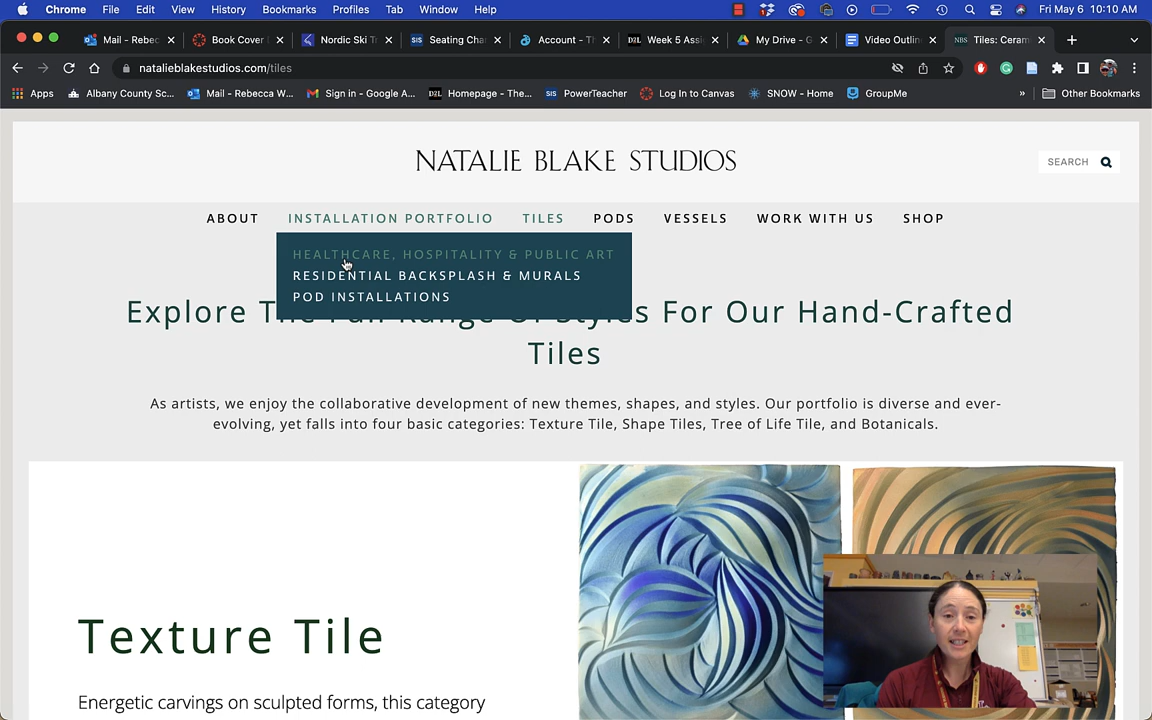 Chrome File Edit View History Bookmarks Profiles Tab Window Help Fri May 6 10:10 AM
Mail - Rebec Book Cover Nordic Ski Tr Seating Cha Account - Th Week 5 Assi My Drive - G Video Outlin Tiles: Ceram
natalieblakestudios.com/tiles
Apps Albany County Sc... Mail - Rebecca W... Sign in - Google A... Homepage - The... PowerTeacher Log In to Canvas SNOW - Home GroupMe » Other Bookmarks
NATALIE BLAKE STUDIOS
SEARCH
ABOUT INSTALLATION PORTFOLIO TILES PODS VESSELS WORK WITH US SHOP
HEALTHCARE, HOSPITALITY & PUBLIC ART
RESIDENTIAL BACKSPLASH & MURALS
POD INSTALLATIONS
Explore The Full Range Of Styles For Our Hand-Crafted
Tiles
As artists, we enjoy the collaborative development of new themes, shapes, and styles. Our portfolio is diverse and ever-
evolving, yet falls into four basic categories: Texture Tile, Shape Tiles, Tree of Life Tile, and Botanicals.
Texture Tile
Energetic carvings on sculpted forms, this category